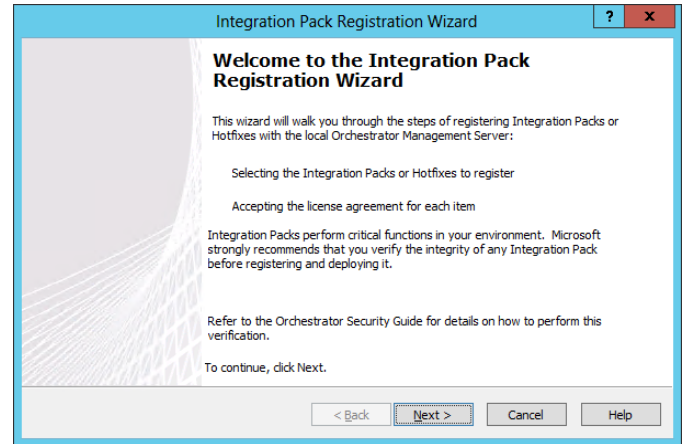 Integration Pack Registration Wizard
? x
Welcome to the Integration Pack
Registration Wizard
This wizard will walk you through the steps of registering Integration Packs or
Hotfixes with the local Orchestrator Management Server:
Selecting the Integration Packs or Hotfixes to register
Accepting the license agreement for each item
Integration Packs perform critical functions in your environment. Microsoft
strongly recommends that you verify the integrity of any Integration Pack
before registering and deploying it.
Refer to the Orchestrator Security Guide for details on how to perform this
verification.
To continue, click Next.
< Back Next > Cancel Help